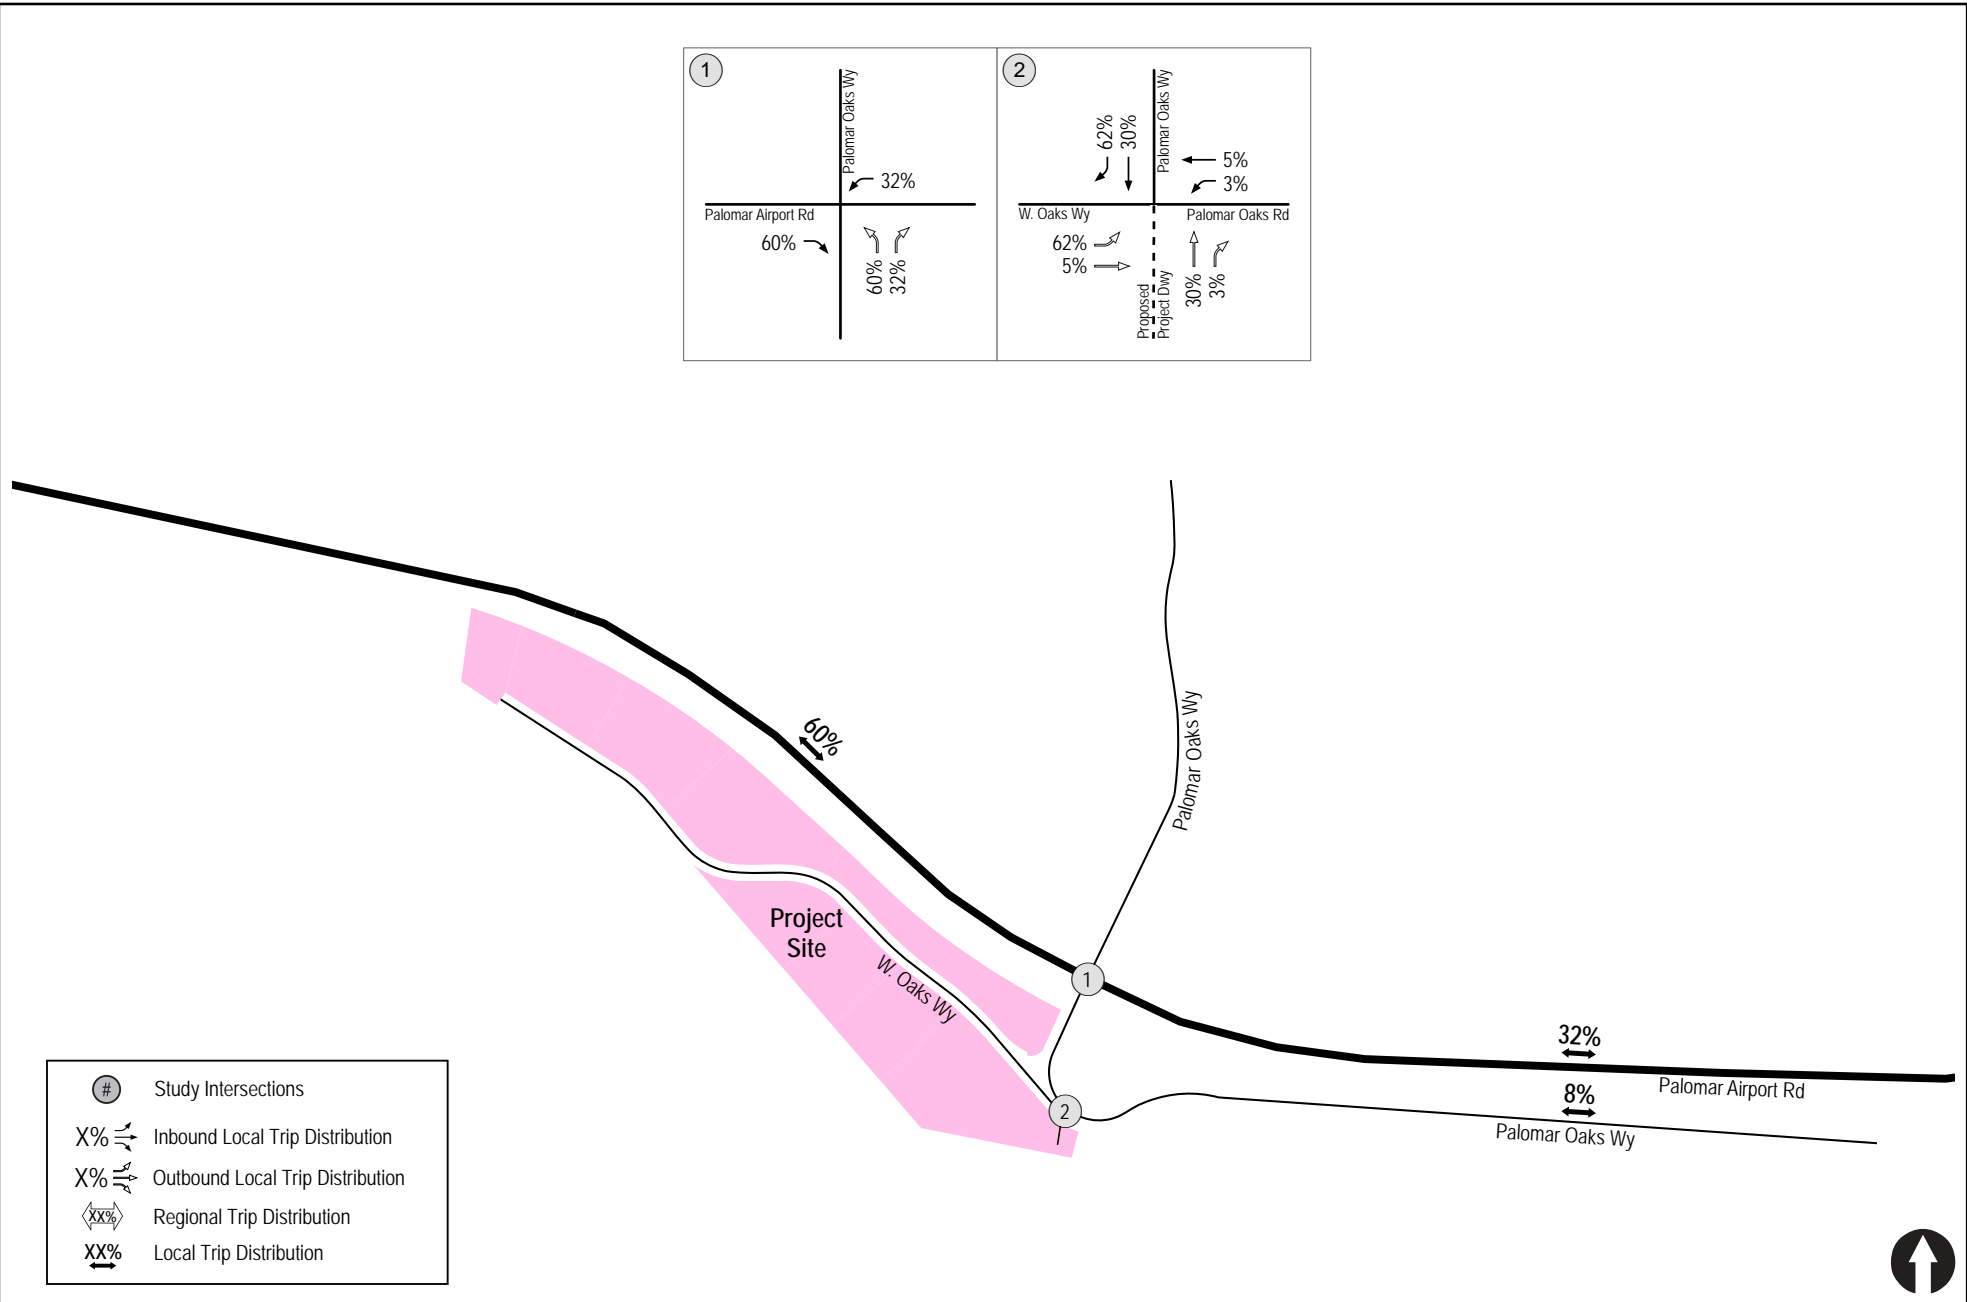 1
Palomar Oaks Wy
32%
Palomar Airport Rd
60%
60%
32%
2
Palomar Oaks Wy
62%
30%
5%
3%
W. Oaks Wy
Palomar Oaks Rd
62%
5%
30%
3%
Proposed
Project Dwy
60%
Palomar Oaks Wy
Project
Site
W. Oaks Wy
1
2
32%
Palomar Airport Rd
8%
Palomar Oaks Wy
# Study Intersections
X% Inbound Local Trip Distribution
X% Outbound Local Trip Distribution
XX% Regional Trip Distribution
XX% Local Trip Distribution